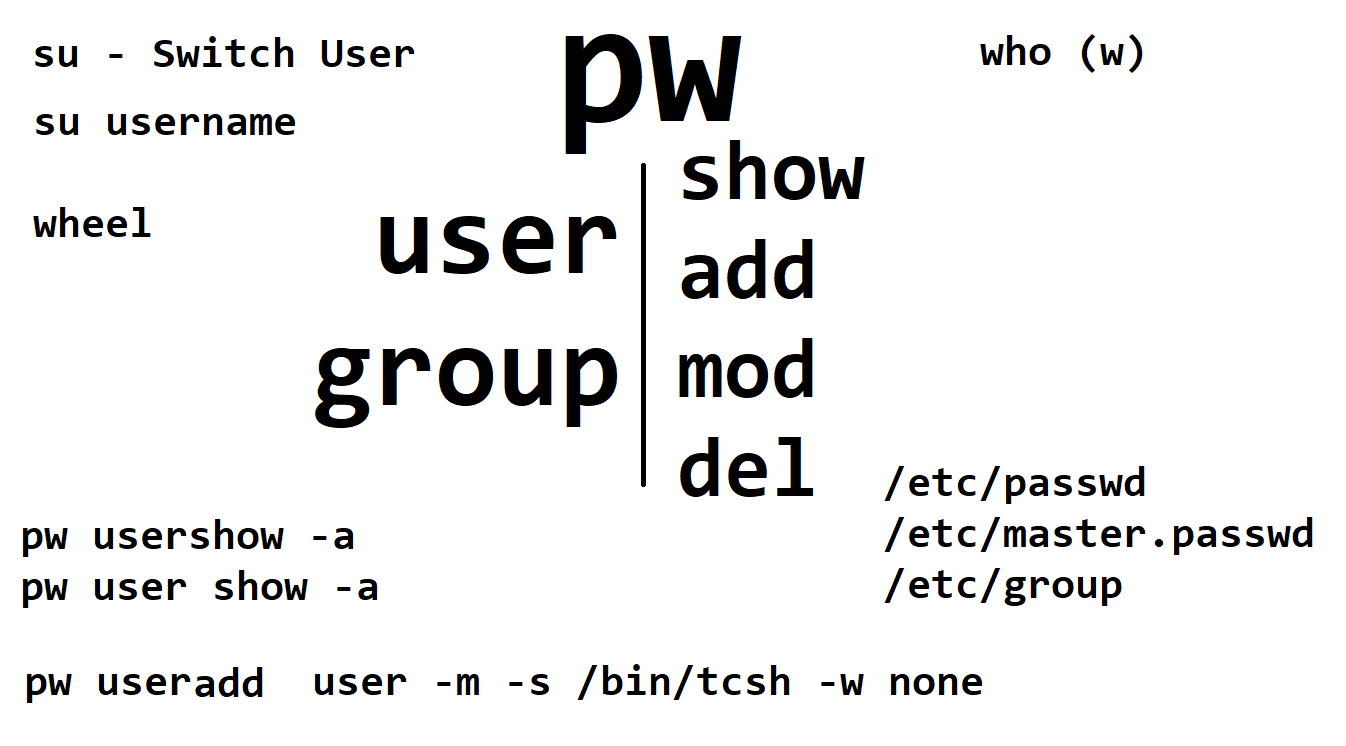 su - Switch User
su username
wheel
pw
user
group
show
add
mod
del
who (w)
/etc/passwd
/etc/master.passwd
/etc/group
pw usershow -a
pw user show -a
pw useradd  user -m -s /bin/tcsh -w none